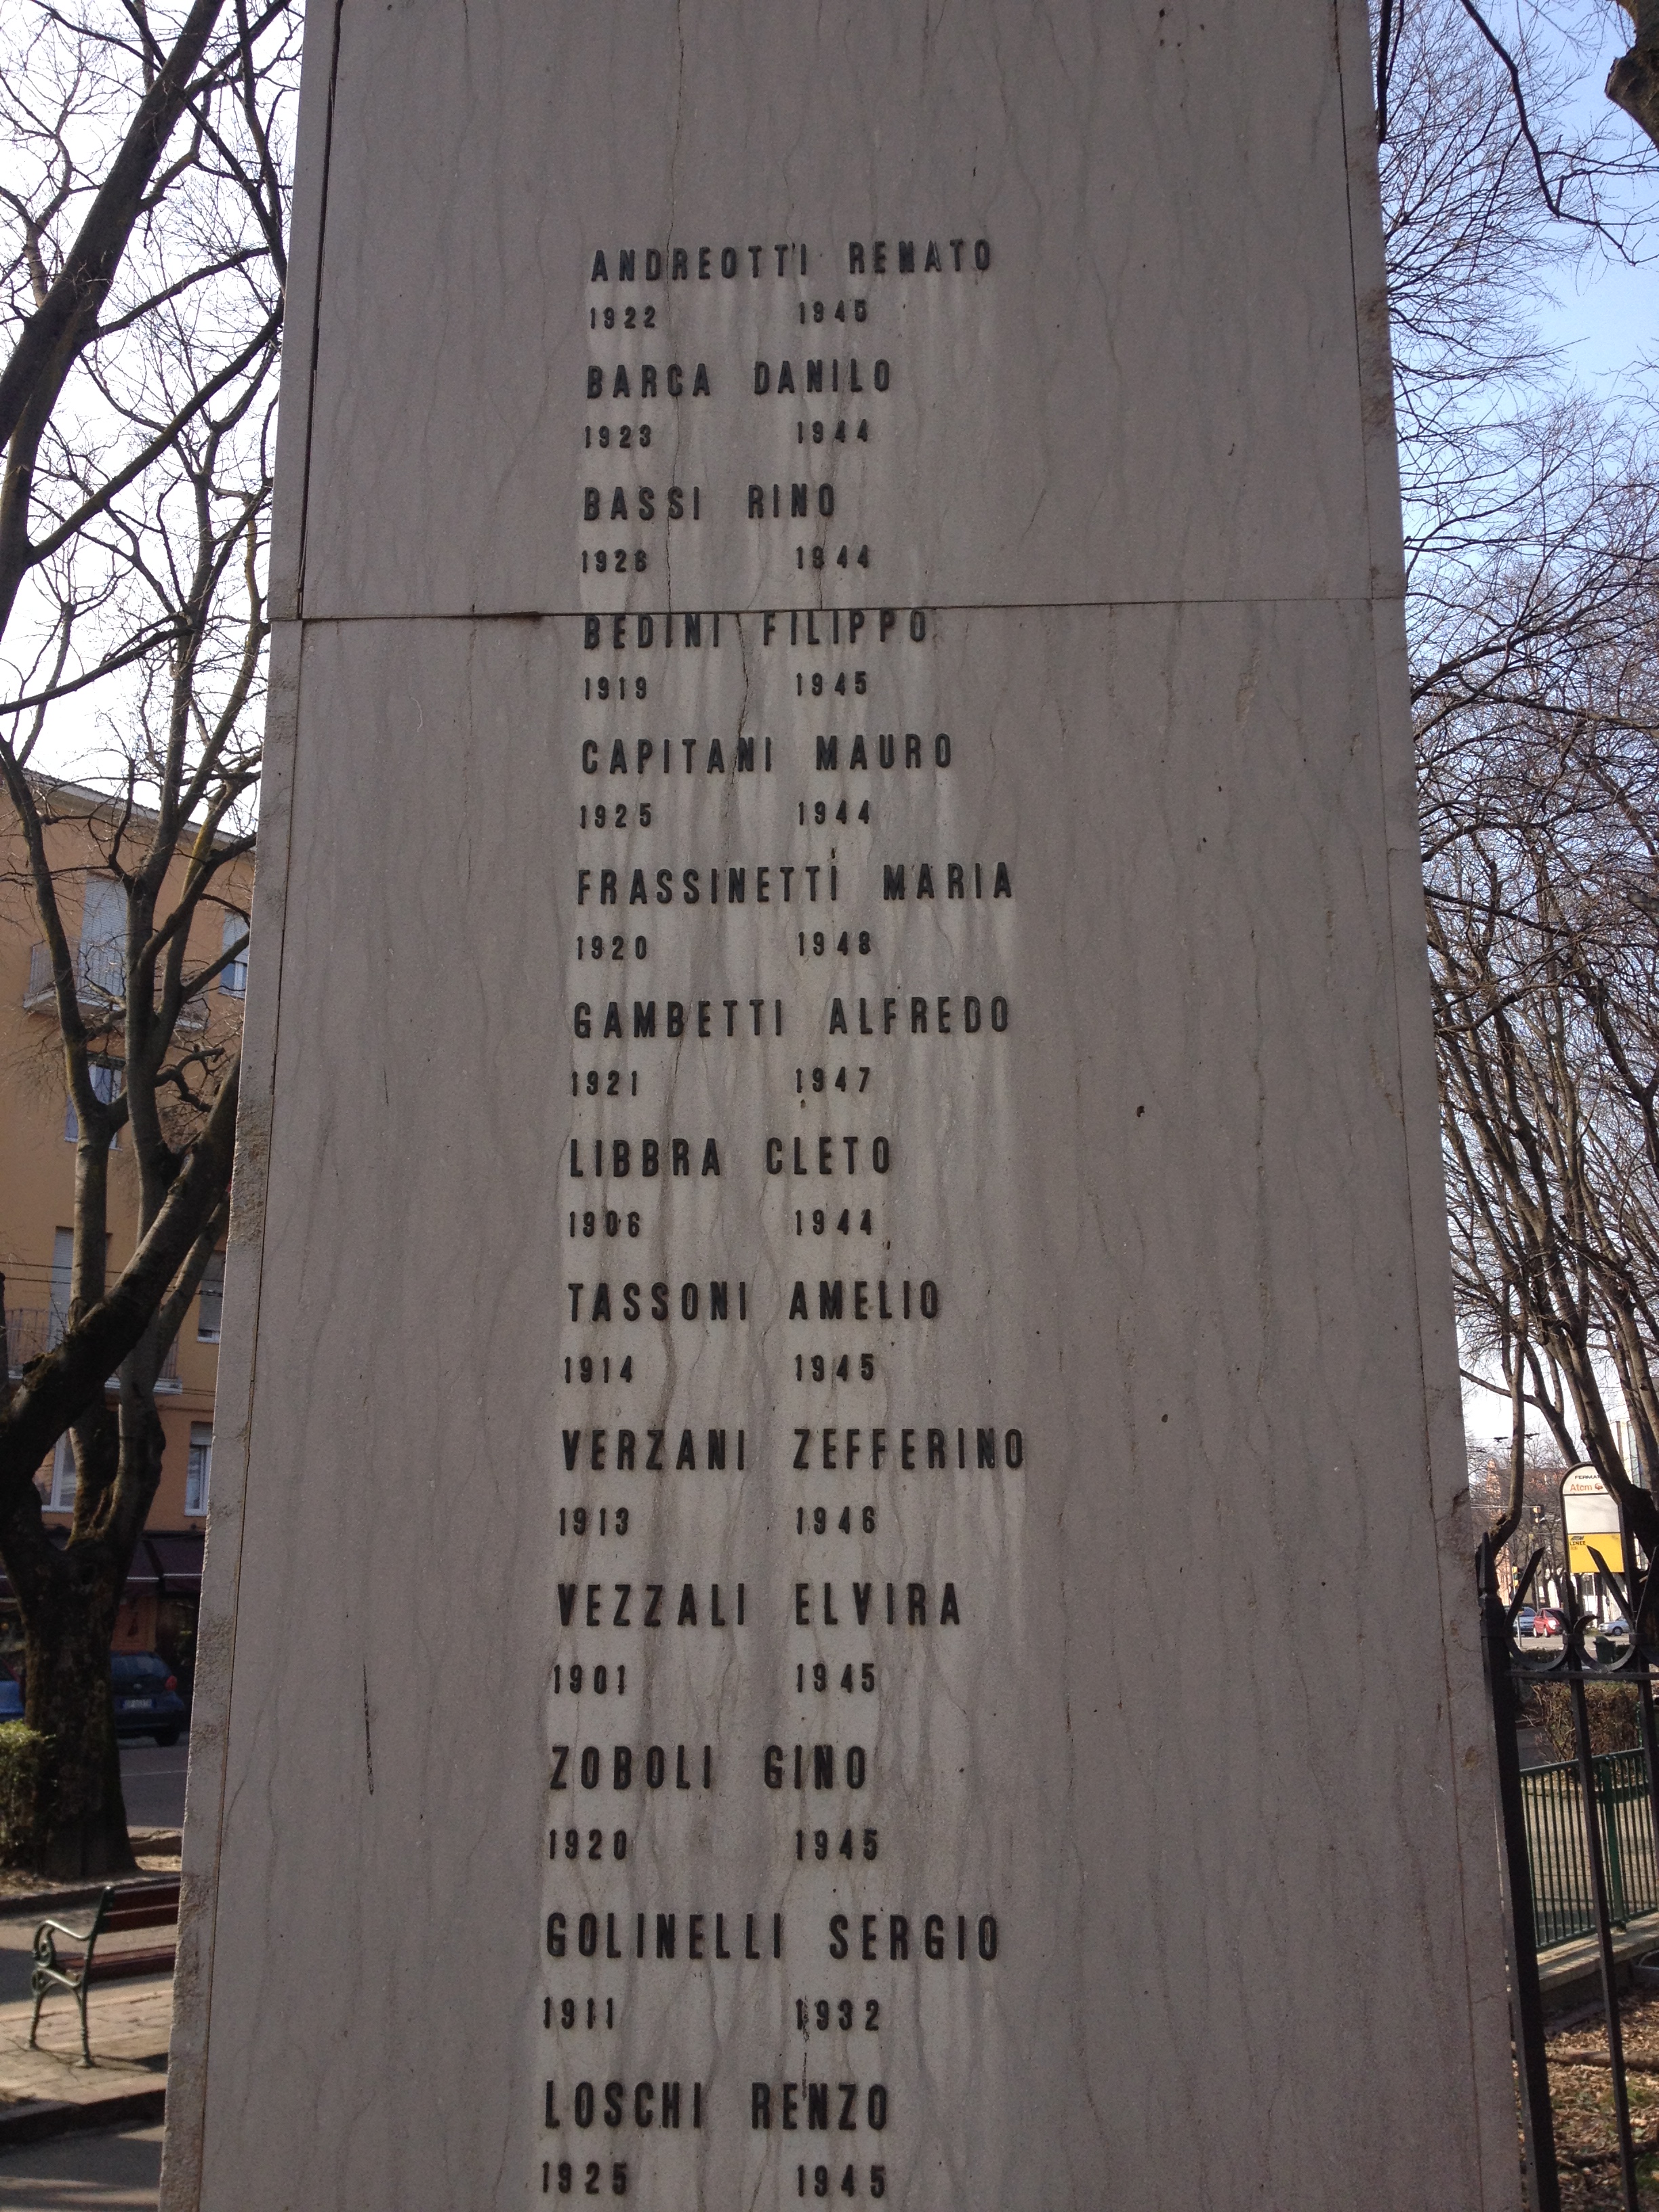 ANDREOTTI RENATO
1922 1945
BARCA DANILO
1923 1944
BASSI RINO
1926 1944
BEDINI FILIPPO
1919 1945
CAPITANI MAURO
1925 1944
FRASSINETTI MARIA
1920 1948
GAMBETTI ALFREDO
1921 1947
LIBBRA CLETO
1906 1944
TASSONI AMELIO
1914 1945
VERZANI ZEFFERINO
1913 1946
VEZZALI ELVIRA
1901 1945
ZOBOLI GINO
1920 1945
GOLINELLI SERGIO
1911 1932
LOSCHI RENZO
1925 1945
Atcm
LINEE